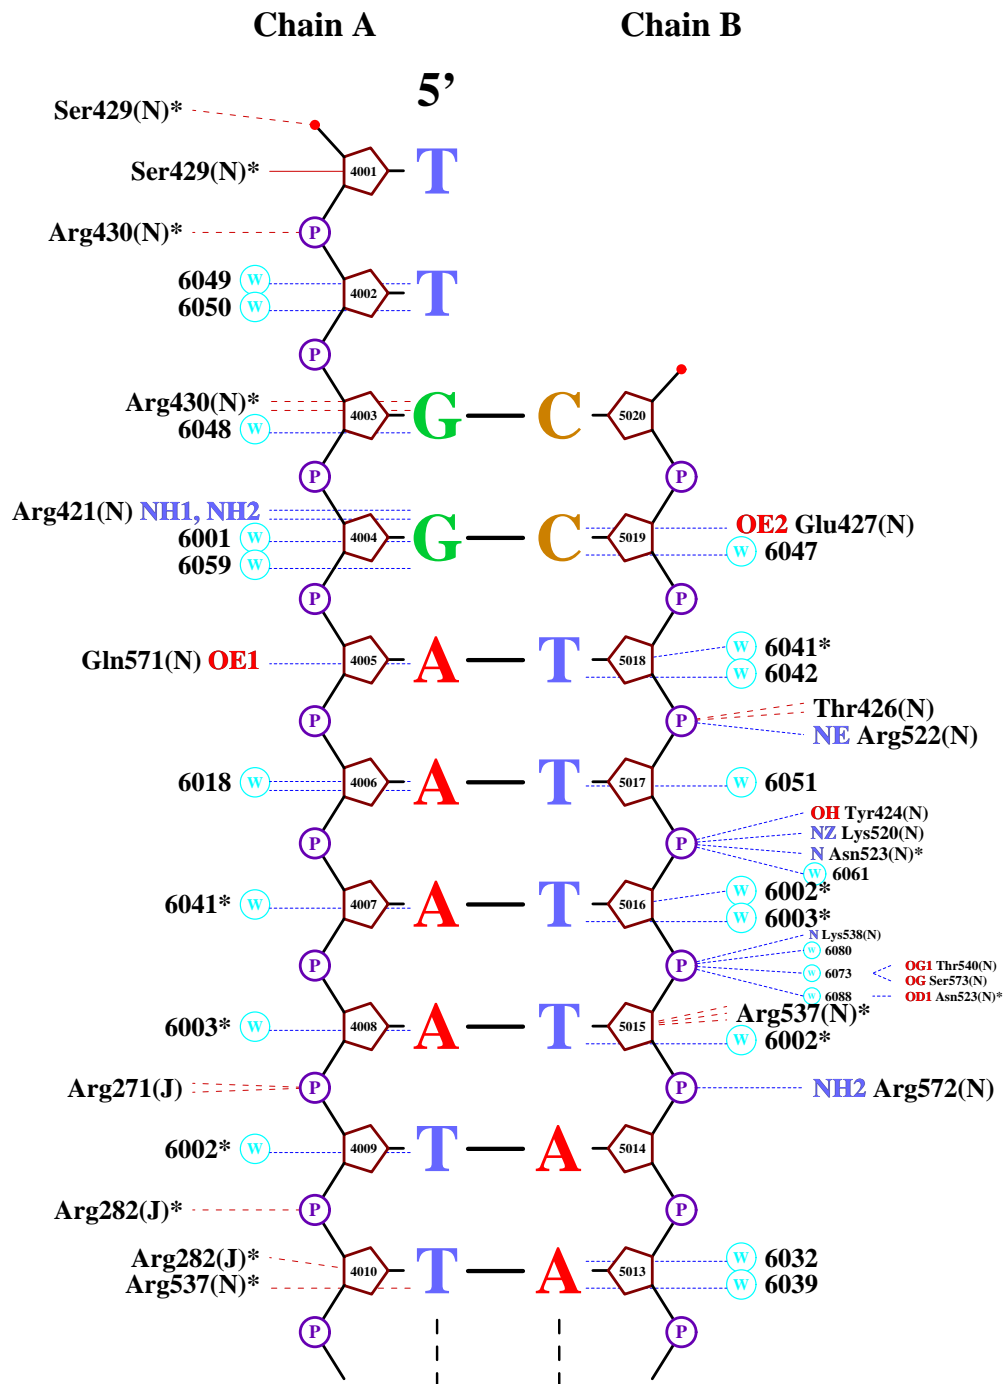 Chain A Chain B
5’
Ser429(N)*
Ser429(N)* 4001 T
Arg430(N)* P
6049 W
6050 W 4002 T
P
Arg430(N)*
6048 W 4003 G C 5020
P P
Arg421(N) NH1, NH2
6001 W 4004 G C 5019 OE2 Glu427(N)
6059 W W 6047
P P
Gln571(N) OE1 4005 A T 5018 W 6041*
W 6042
P P Thr426(N)
NE Arg522(N)
6018 W 4006 A T 5017 W 6051
P P OH Tyr424(N)
NZ Lys520(N)
N Asn523(N)*
W 6061
6041* W 4007 A T 5016 W 6002*
W 6003*
P P N Lys538(N)
W 6080
W 6073 OG1 Thr540(N)
OG Ser573(N)
W 6088 OD1 Asn523(N)*
6003* W 4008 A T 5015 Arg537(N)*
W 6002*
Arg271(J) P P NH2 Arg572(N)
6002* W 4009 T A 5014
Arg282(J)* P P
Arg282(J)* 4010 T A 5013 W 6032
Arg537(N)* W 6039
P P